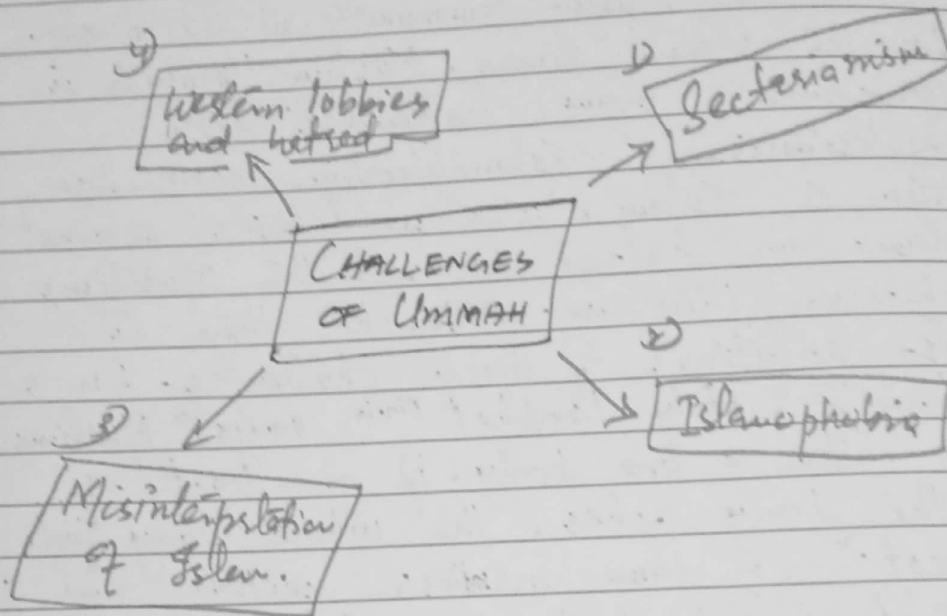 CHALLENGES
OF UMMAH
1)
Secterianism
2)
Islamophobia
3)
Misinterpretation
of Islam.
4)
Western lobbies
and hatred